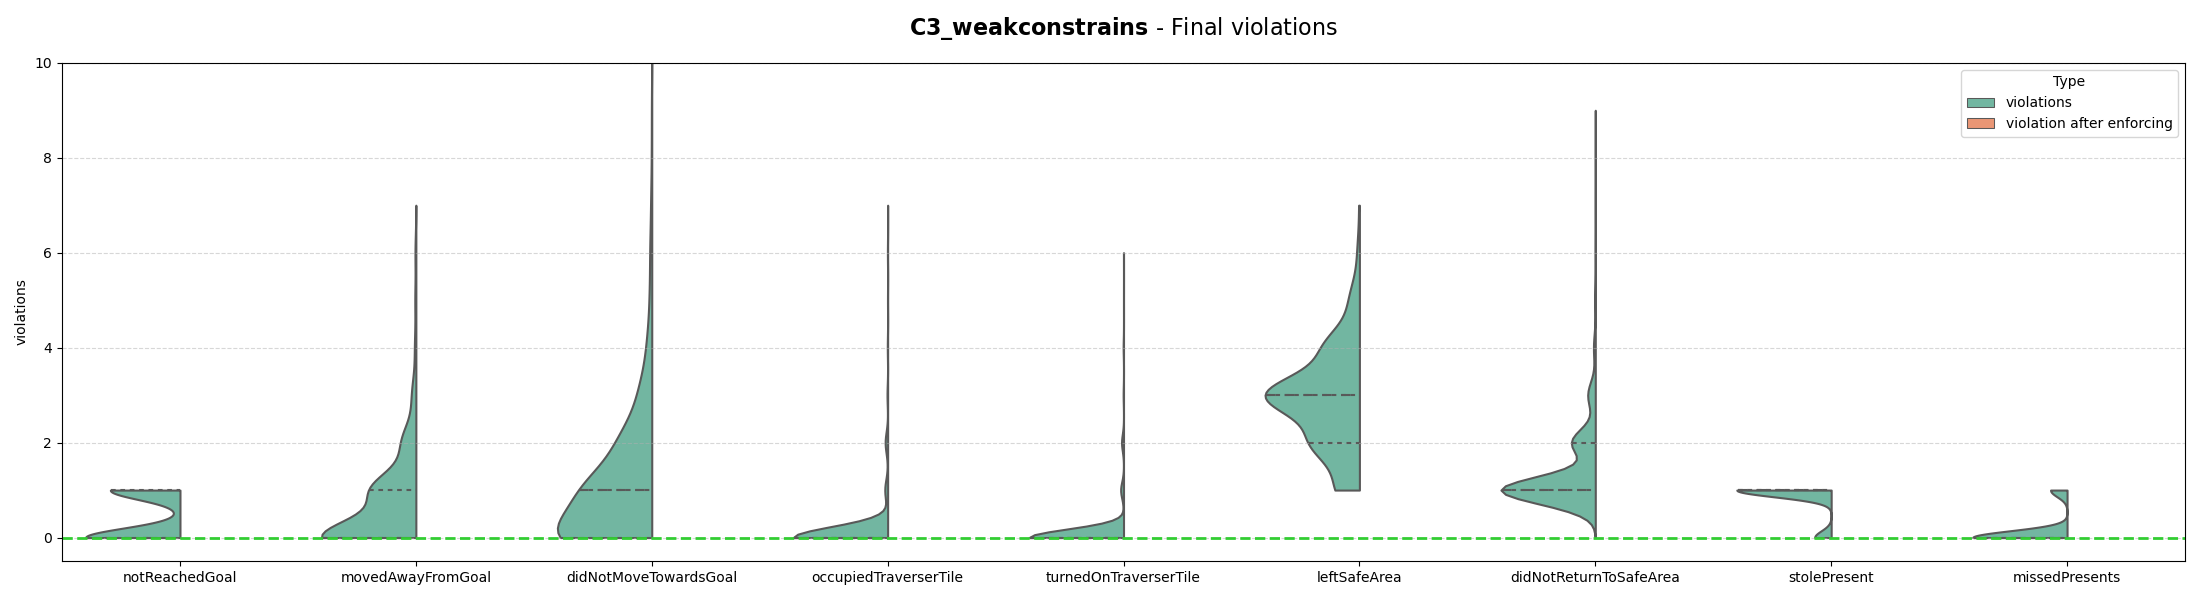 C3_weakconstrains - Final violations
10
8
6
4
2
0
violations
Type
violations
violation after enforcing
notReachedGoal
movedAwayFromGoal
didNotMoveTowardsGoal
occupiedTraverserTile
turnedOnTraverserTile
leftSafeArea
didNotReturnToSafeArea
stolePresent
missedPresents